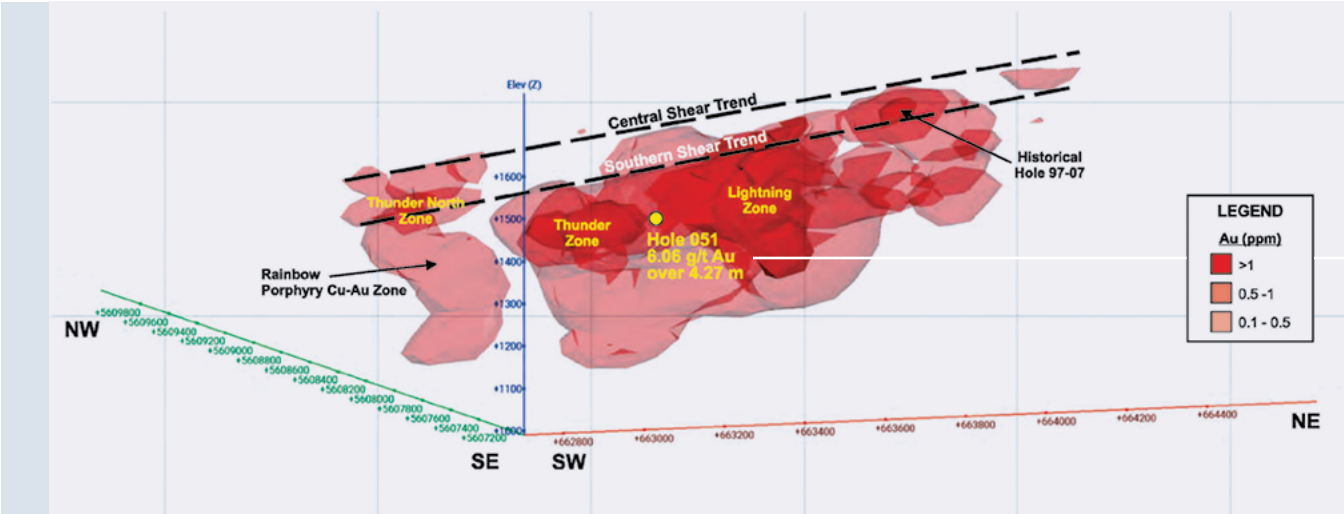 Elev (Z)
Central Shear Trend
Southern Shear Trend
+1600
+1500
+1400
+1300
+1200
+1100
+1000
Thunder North
Zone
Thunder
Zone
Lightning
Zone
Hole 051
8.06 g/t Au
over 4.27 m
Historical
Hole 97-07
Rainbow
Porphyry Cu-Au Zone
LEGEND
Au (ppm)
>1
0.5 -1
0.1 - 0.5
NW
+5609800
+5609600
+5609400
+5609200
+5609000
+5608800
+5608600
+5608400
+5608200
+5608000
+5607800
+5607600
+5607400
+5607200
SE
SW
+662800
+663000
+663200
+663400
+663600
+663800
+664000
+664200
+664400
NE